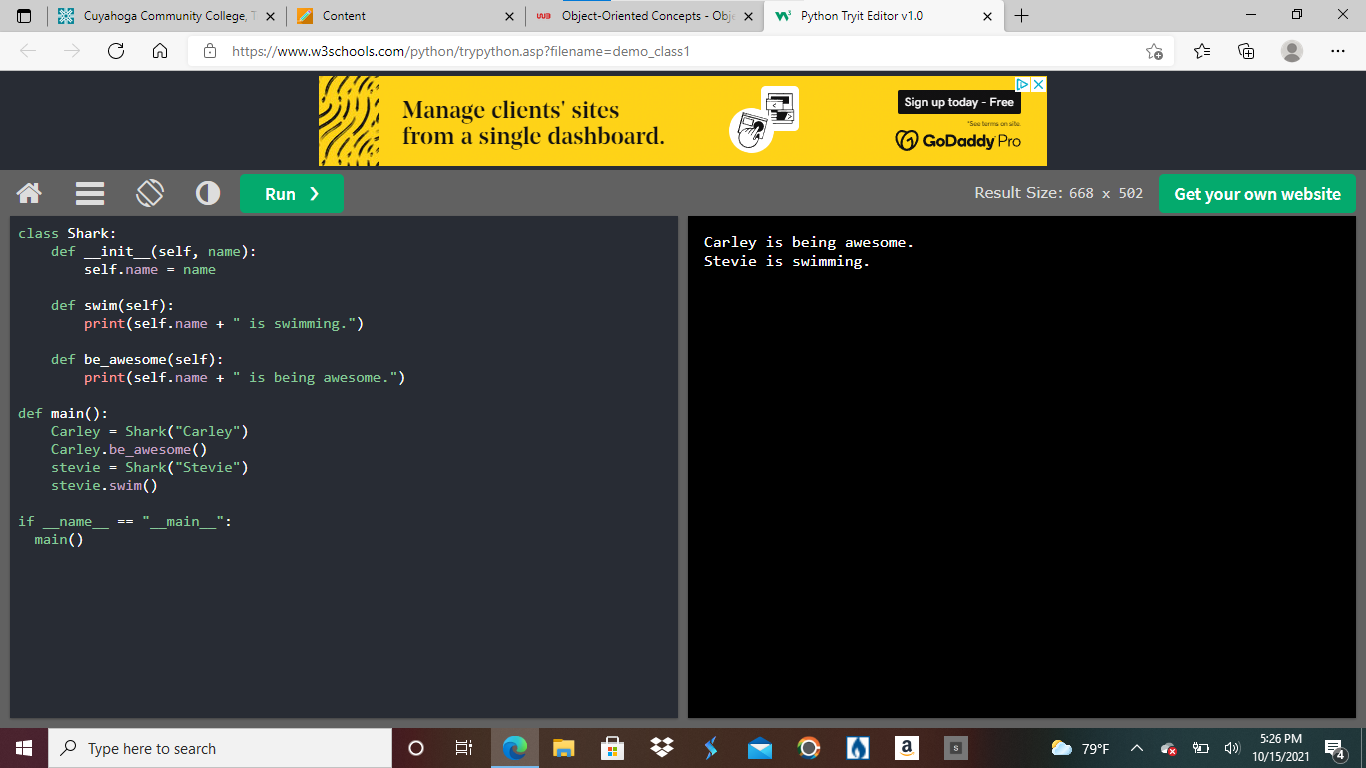 Cuyahoga Community College, T
Content
Object-Oriented Concepts - Obje
Python Tryit Editor v1.0
https://www.w3schools.com/python/trypython.asp?filename=demo_class1
Manage clients' sites
from a single dashboard.
Sign up today - Free
*See terms on site
GoDaddy Pro
Run ❯
Result Size: 668 x 502
Get your own website
class Shark:
    def __init__(self, name):
        self.name = name
    def swim(self):
        print(self.name + " is swimming.")
    def be_awesome(self):
        print(self.name + " is being awesome.")
def main():
    Carley = Shark("Carley")
    Carley.be_awesome()
    stevie = Shark("Stevie")
    stevie.swim()
if __name__ == "__main__":
  main()
Carley is being awesome.
Stevie is swimming.
Type here to search
79°F
5:26 PM
10/15/2021
4